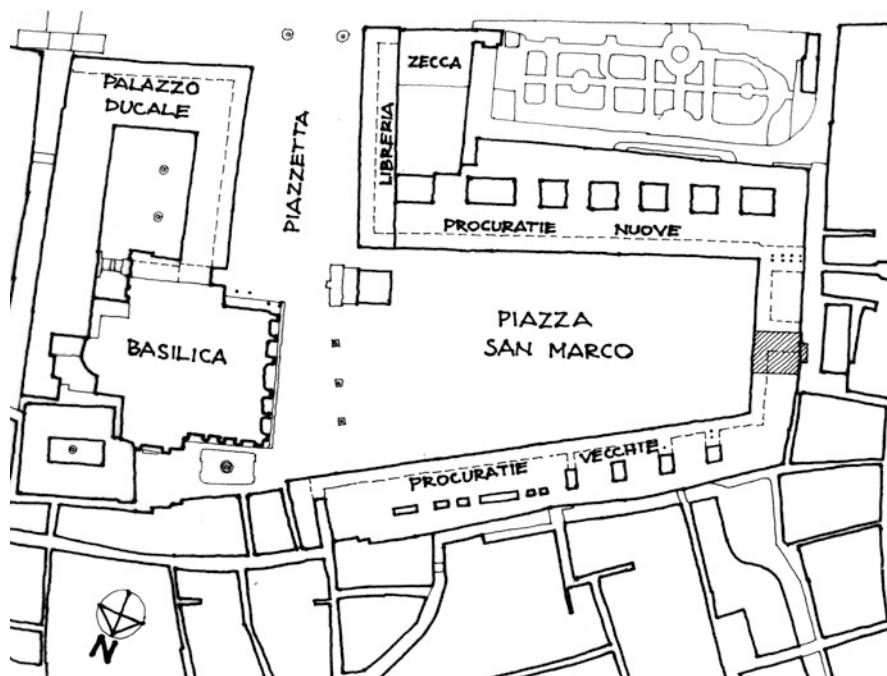 PALAZZO
DUCALE
PIAZZETTA
LIBRERIA
ZECCA
PROCURATIE NUOVE
PIAZZA
SAN MARCO
BASILICA
PROCURATIE VECCHIE
N